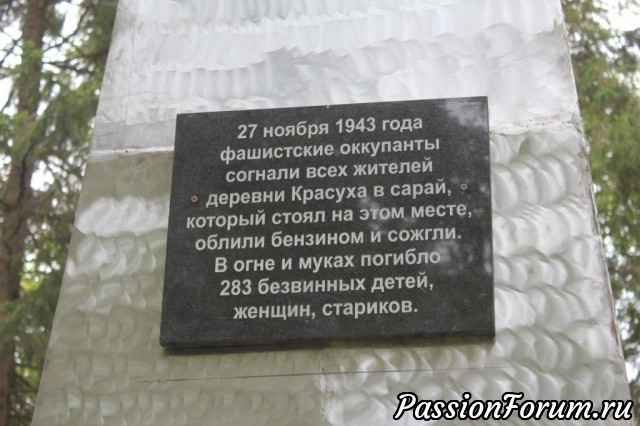 27 ноября 1943 года
фашистские оккупанты
согнали всех жителей
деревни Красуха в сарай,
который стоял на этом месте,
облили бензином и сожгли.
В огне и муках погибло
283 безвинных детей,
женщин, стариков.
PassionForum.ru